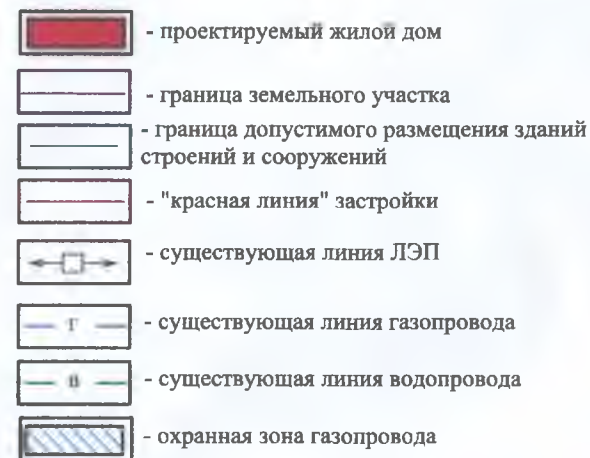 - проектируемый жилой дом
- граница земельного участка
- граница допустимого размещения зданий
строений и сооружений
- "красная линия" застройки
- существующая линия ЛЭП
Г
- существующая линия газопровода
В
- существующая линия водопровода
- охранная зона газопровода